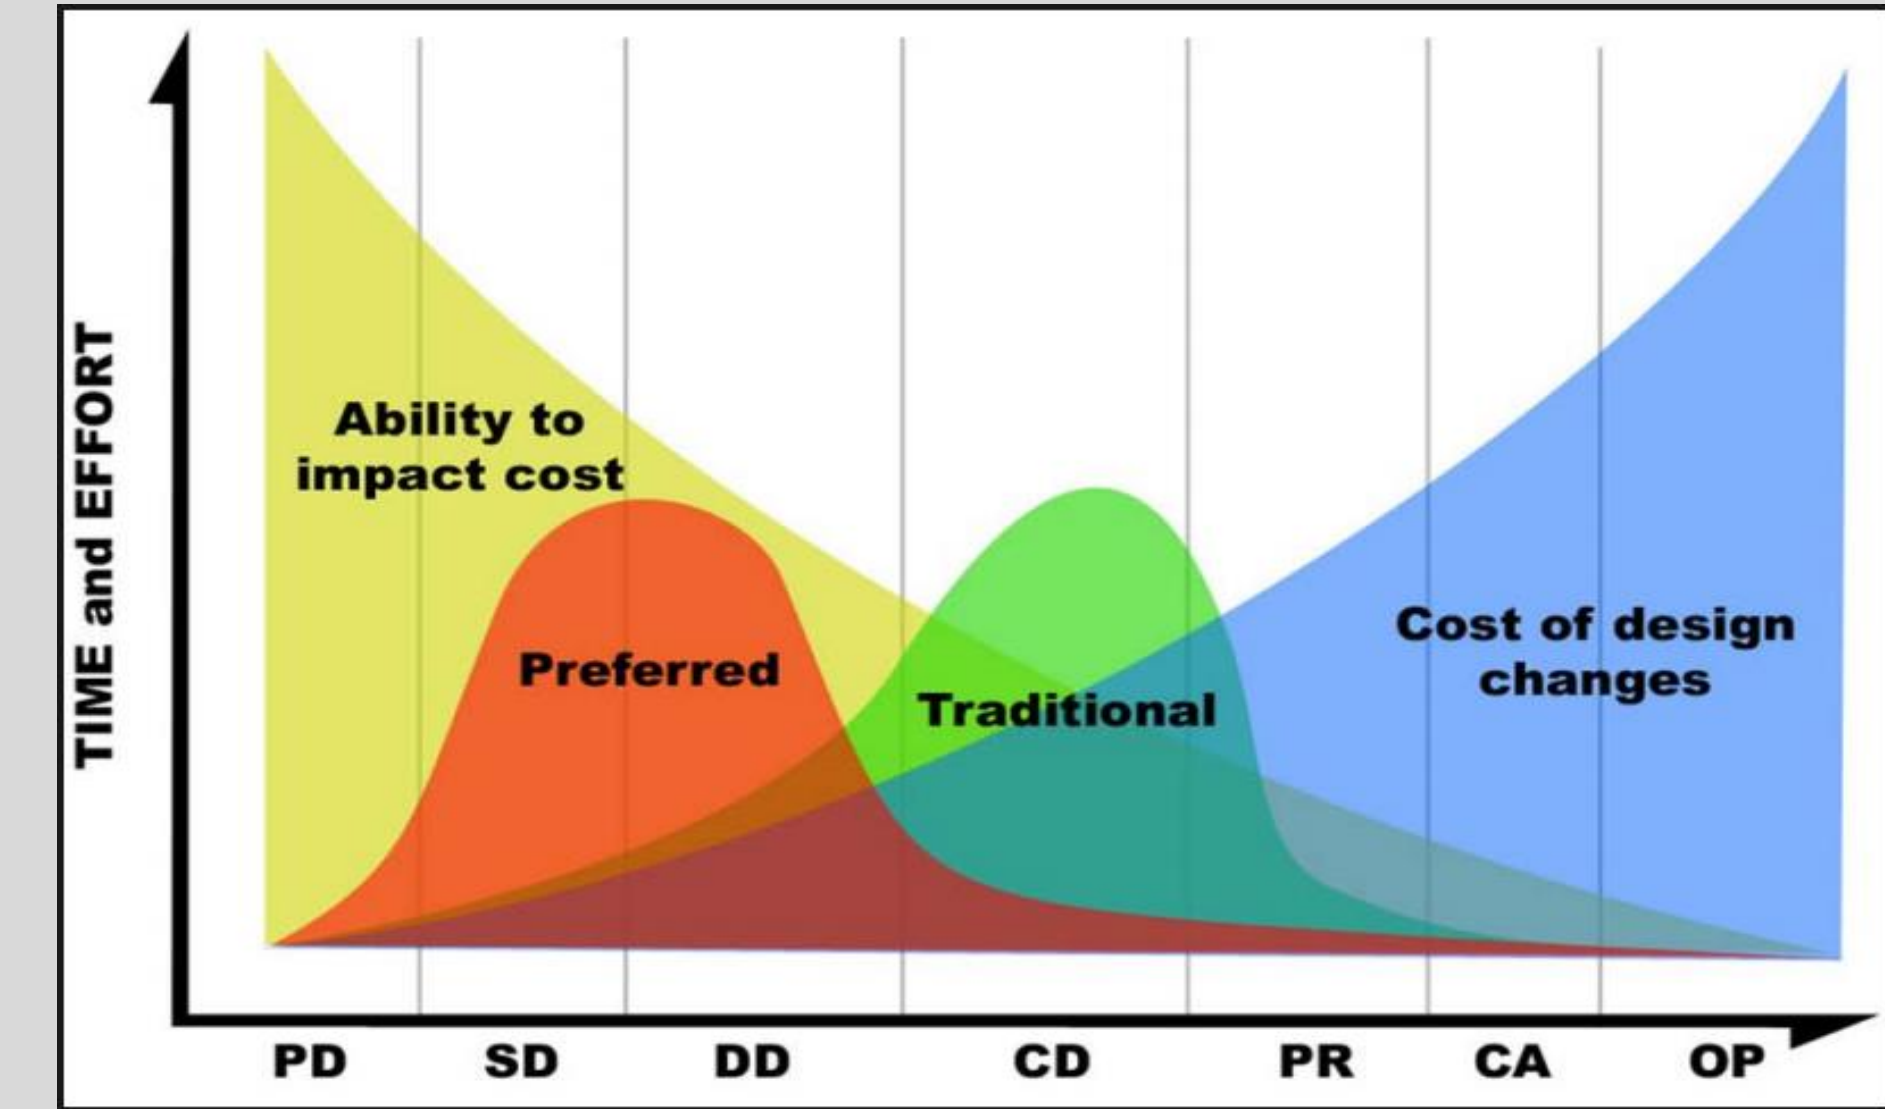 TIME and EFFORT
Ability to
impact cost
Preferred
Traditional
Cost of design
changes
PD SD DD CD PR CA OP